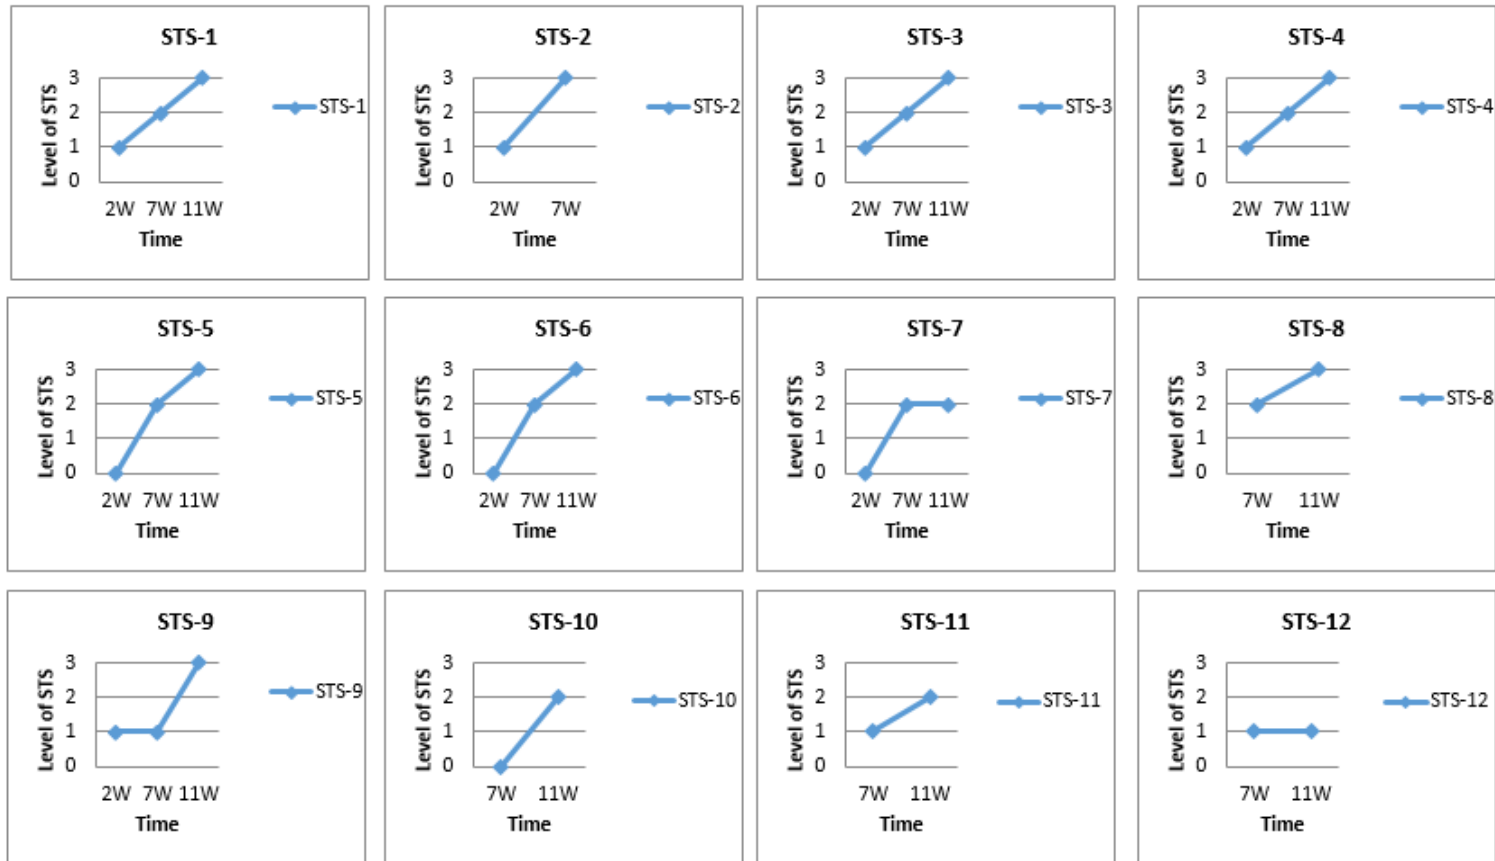 STS-1
Level of STS
3
2
1
0
2W 7W 11W
Time
STS-1
STS-2
Level of STS
3
2
1
0
2W 7W
Time
STS-2
STS-3
Level of STS
3
2
1
0
2W 7W 11W
Time
STS-3
STS-4
Level of STS
3
2
1
0
2W 7W 11W
Time
STS-4
STS-5
Level of STS
3
2
1
0
2W 7W 11W
Time
STS-5
STS-6
Level of STS
3
2
1
0
2W 7W 11W
Time
STS-6
STS-7
Level of STS
3
2
1
0
2W 7W 11W
Time
STS-7
STS-8
Level of STS
3
2
1
0
7W 11W
Time
STS-8
STS-9
Level of STS
3
2
1
0
2W 7W 11W
Time
STS-9
STS-10
Level of STS
3
2
1
0
7W 11W
Time
STS-10
STS-11
Level of STS
3
2
1
0
7W 11W
Time
STS-11
STS-12
Level of STS
3
2
1
0
7W 11W
Time
STS-12